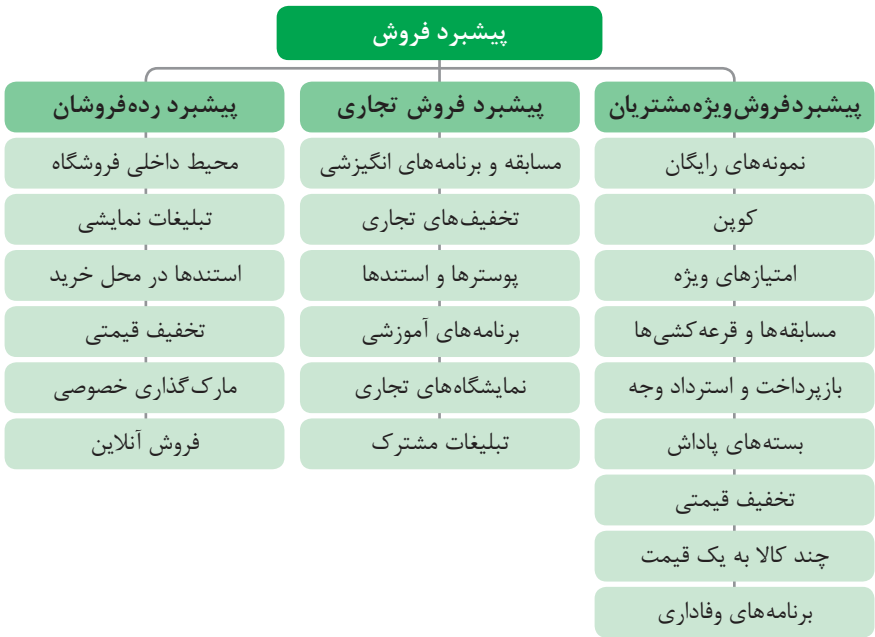 پیشبرد فروش
پیشبردفروش‌ویژه‌مشتریان
نمونه‌های رایگان
کوپن
امتیازهای ویژه
مسابقه‌ها و قرعه‌کشی‌ها
بازپرداخت و استرداد وجه
بسته‌های پاداش
تخفیف قیمتی
چند کالا به یک قیمت
برنامه‌های وفاداری
پیشبرد فروش تجاری
مسابقه و برنامه‌های انگیزشی
تخفیف‌های تجاری
پوسترها و استندها
برنامه‌های آموزشی
نمایشگاه‌های تجاری
تبلیغات مشترک
پیشبرد رده‌فروشان
محیط داخلی فروشگاه
تبلیغات نمایشی
استندها در محل خرید
تخفیف قیمتی
مارک‌گذاری خصوصی
فروش آنلاین